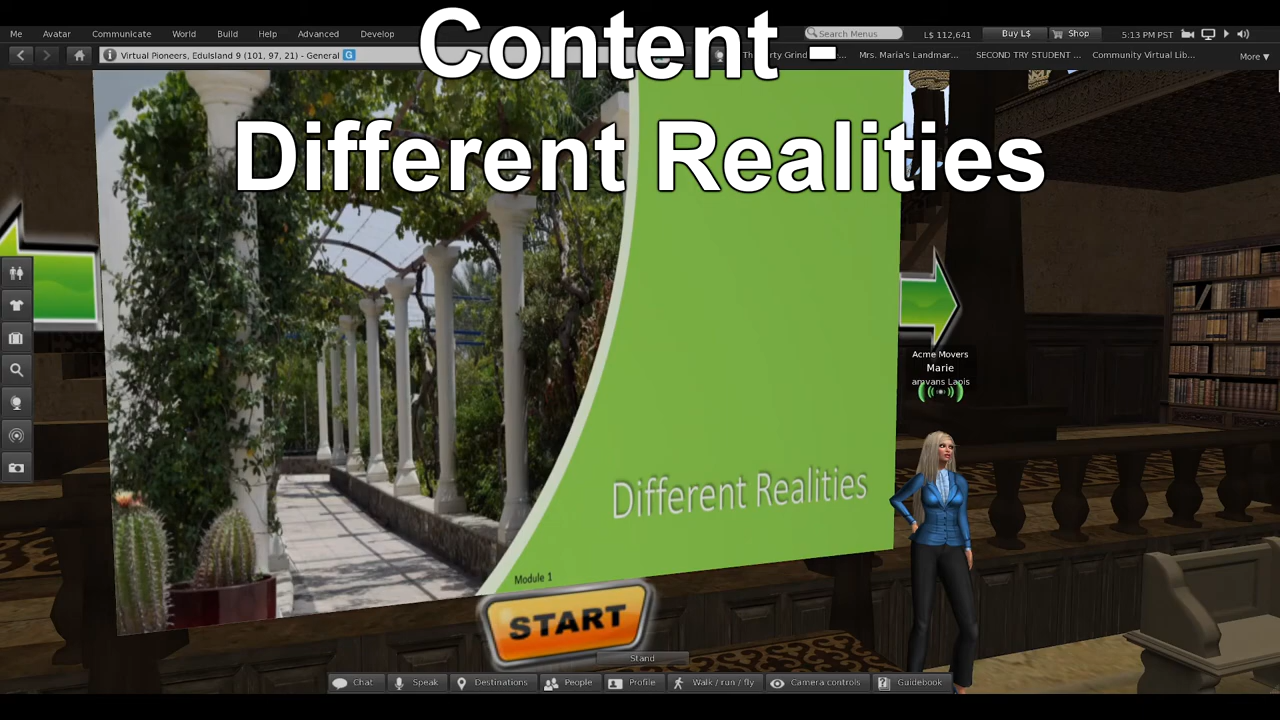 Me Avatar Communicate World Build Help Advanced Develop
Search Menus
L$ 112,641 Buy L$ Shop 5:13 PM PST
Virtual Pioneers, EduIsland 9 (101, 97, 21) - General G
Mrs. Maria's Landmar... SECOND TRY STUDENT ... Community Virtual Lib... More
Content -
Different Realities
Acme Movers
Marie
amvans Lapis
Different Realities
Module 1
START
Stand
Chat Speak Destinations People Profile Walk / run / fly Camera controls Guidebook